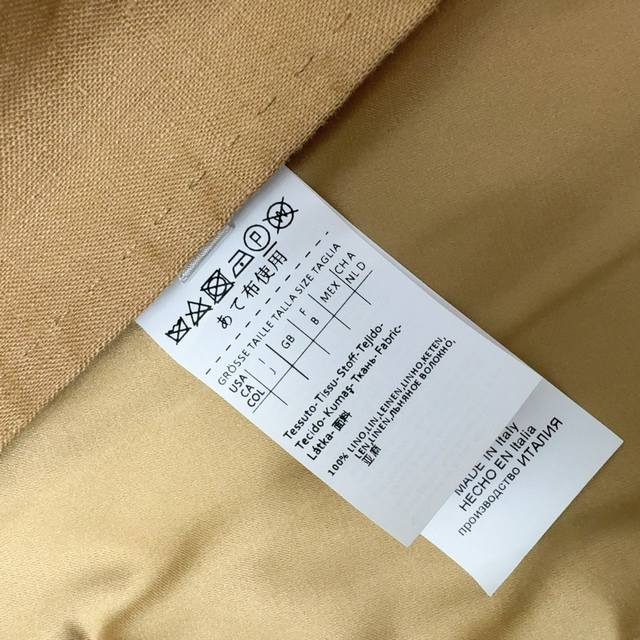 あて布使用
GRÖSSE TAILLE TALLA SIZE TAGLIA
USA I F MEX CH A
CA J GB B NL D
COL
Tessuto-Tissu-Stoff-Tejido-
Tecido-Kumaş-Ткань-Fabric-
Látka-面料
100% LINO,LIN,LEINEN,LINHO,KETEN,
LEN,LINEN,ЛЬНЯНОЕ ВОЛОКНО,
亚麻
MADE IN Italy
HECHO EN Italia
производство ИТАЛИЯ